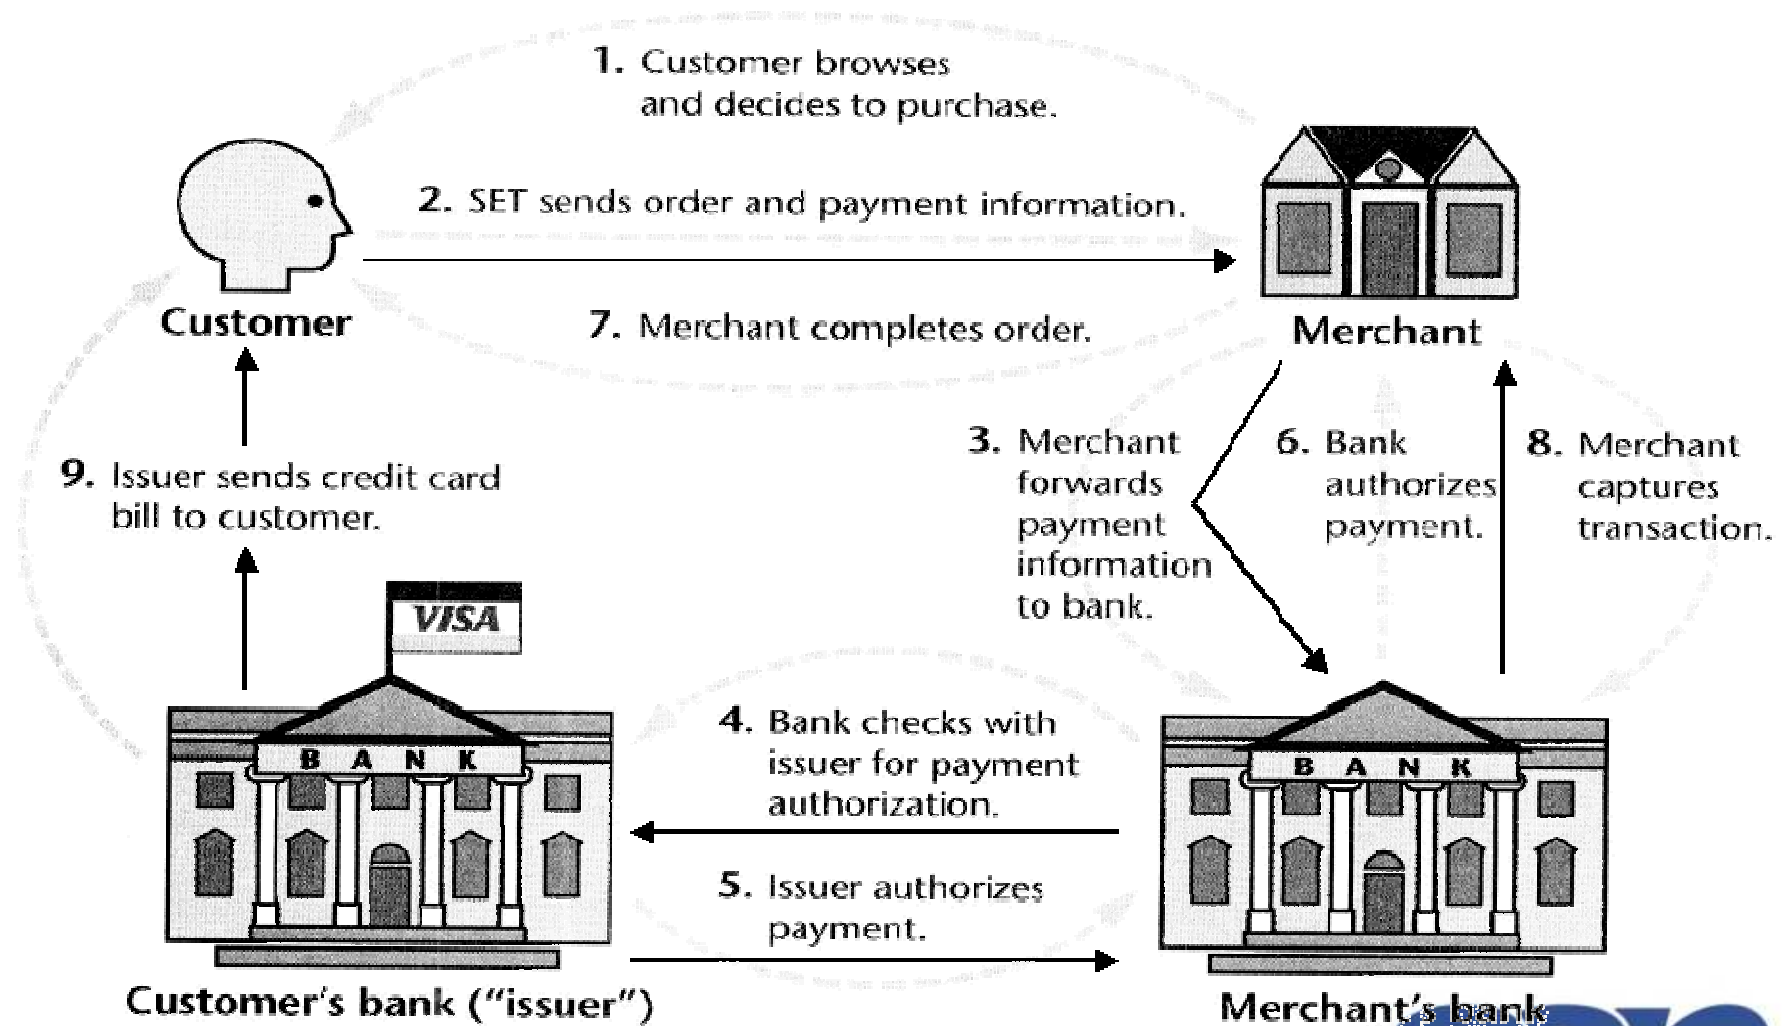 1. Customer browses
and decides to purchase.
2. SET sends order and payment information.
Customer
7. Merchant completes order.
Merchant
3. Merchant
forwards
payment
information
to bank.
6. Bank
authorizes
payment.
8. Merchant
captures
transaction.
9. Issuer sends credit card
bill to customer.
VISA
BANK
4. Bank checks with
issuer for payment
authorization.
BANK
5. Issuer authorizes
payment.
Customer's bank ("issuer")
Merchant's bank